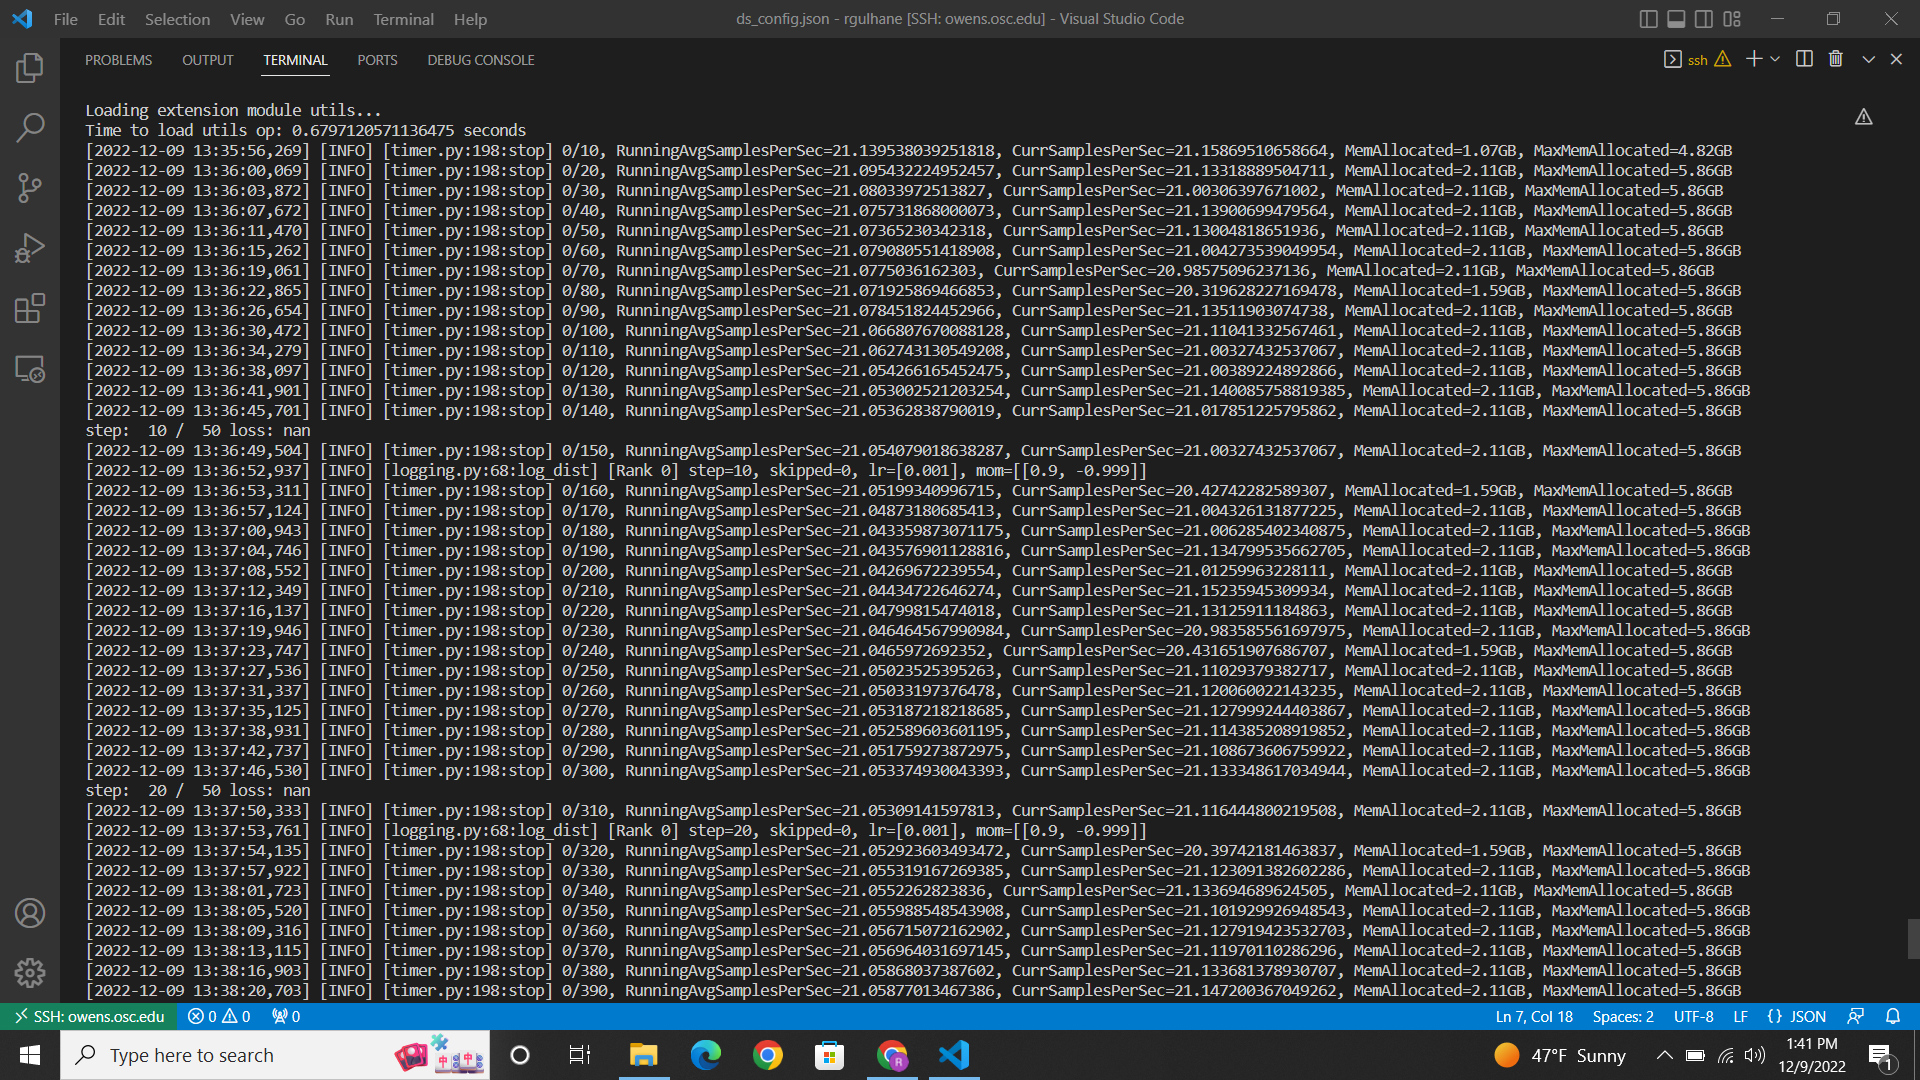 File Edit Selection View Go Run Terminal Help
ds_config.json - rgulhane [SSH: owens.osc.edu] - Visual Studio Code
PROBLEMS OUTPUT TERMINAL PORTS DEBUG CONSOLE
ssh
Loading extension module utils...
Time to load utils op: 0.6797120571136475 seconds
[2022-12-09 13:35:56,269] [INFO] [timer.py:198:stop] 0/10, RunningAvgSamplesPerSec=21.139538039251818, CurrSamplesPerSec=21.15869510658664, MemAllocated=1.07GB, MaxMemAllocated=4.82GB
[2022-12-09 13:36:00,069] [INFO] [timer.py:198:stop] 0/20, RunningAvgSamplesPerSec=21.095432224952457, CurrSamplesPerSec=21.13318889504711, MemAllocated=2.11GB, MaxMemAllocated=5.86GB
[2022-12-09 13:36:03,872] [INFO] [timer.py:198:stop] 0/30, RunningAvgSamplesPerSec=21.08033972513827, CurrSamplesPerSec=21.00306397671002, MemAllocated=2.11GB, MaxMemAllocated=5.86GB
[2022-12-09 13:36:07,672] [INFO] [timer.py:198:stop] 0/40, RunningAvgSamplesPerSec=21.075731868000073, CurrSamplesPerSec=21.13900699479564, MemAllocated=2.11GB, MaxMemAllocated=5.86GB
[2022-12-09 13:36:11,470] [INFO] [timer.py:198:stop] 0/50, RunningAvgSamplesPerSec=21.07365230342318, CurrSamplesPerSec=21.13004818651936, MemAllocated=2.11GB, MaxMemAllocated=5.86GB
[2022-12-09 13:36:15,262] [INFO] [timer.py:198:stop] 0/60, RunningAvgSamplesPerSec=21.079080551418908, CurrSamplesPerSec=21.004273539049954, MemAllocated=2.11GB, MaxMemAllocated=5.86GB
[2022-12-09 13:36:19,061] [INFO] [timer.py:198:stop] 0/70, RunningAvgSamplesPerSec=21.0775036162303, CurrSamplesPerSec=20.98575096237136, MemAllocated=2.11GB, MaxMemAllocated=5.86GB
[2022-12-09 13:36:22,865] [INFO] [timer.py:198:stop] 0/80, RunningAvgSamplesPerSec=21.071925869466853, CurrSamplesPerSec=20.319628227169478, MemAllocated=1.59GB, MaxMemAllocated=5.86GB
[2022-12-09 13:36:26,654] [INFO] [timer.py:198:stop] 0/90, RunningAvgSamplesPerSec=21.078451824452966, CurrSamplesPerSec=21.13511903074738, MemAllocated=2.11GB, MaxMemAllocated=5.86GB
[2022-12-09 13:36:30,472] [INFO] [timer.py:198:stop] 0/100, RunningAvgSamplesPerSec=21.066807670088128, CurrSamplesPerSec=21.11041332567461, MemAllocated=2.11GB, MaxMemAllocated=5.86GB
[2022-12-09 13:36:34,279] [INFO] [timer.py:198:stop] 0/110, RunningAvgSamplesPerSec=21.062743130549208, CurrSamplesPerSec=21.00327432537067, MemAllocated=2.11GB, MaxMemAllocated=5.86GB
[2022-12-09 13:36:38,097] [INFO] [timer.py:198:stop] 0/120, RunningAvgSamplesPerSec=21.054266165452475, CurrSamplesPerSec=21.00389224892866, MemAllocated=2.11GB, MaxMemAllocated=5.86GB
[2022-12-09 13:36:41,901] [INFO] [timer.py:198:stop] 0/130, RunningAvgSamplesPerSec=21.053002521203254, CurrSamplesPerSec=21.140085758819385, MemAllocated=2.11GB, MaxMemAllocated=5.86GB
[2022-12-09 13:36:45,701] [INFO] [timer.py:198:stop] 0/140, RunningAvgSamplesPerSec=21.05362838790019, CurrSamplesPerSec=21.017851225795862, MemAllocated=2.11GB, MaxMemAllocated=5.86GB
step:  10 /  50 loss: nan
[2022-12-09 13:36:49,504] [INFO] [timer.py:198:stop] 0/150, RunningAvgSamplesPerSec=21.054079018638287, CurrSamplesPerSec=21.00327432537067, MemAllocated=2.11GB, MaxMemAllocated=5.86GB
[2022-12-09 13:36:52,937] [INFO] [logging.py:68:log_dist] [Rank 0] step=10, skipped=0, lr=[0.001], mom=[[0.9, -0.999]]
[2022-12-09 13:36:53,311] [INFO] [timer.py:198:stop] 0/160, RunningAvgSamplesPerSec=21.05199340996715, CurrSamplesPerSec=20.42742282589307, MemAllocated=1.59GB, MaxMemAllocated=5.86GB
[2022-12-09 13:36:57,124] [INFO] [timer.py:198:stop] 0/170, RunningAvgSamplesPerSec=21.04873180685413, CurrSamplesPerSec=21.004326131877225, MemAllocated=2.11GB, MaxMemAllocated=5.86GB
[2022-12-09 13:37:00,943] [INFO] [timer.py:198:stop] 0/180, RunningAvgSamplesPerSec=21.043359873071175, CurrSamplesPerSec=21.006285402340875, MemAllocated=2.11GB, MaxMemAllocated=5.86GB
[2022-12-09 13:37:04,746] [INFO] [timer.py:198:stop] 0/190, RunningAvgSamplesPerSec=21.043576901128816, CurrSamplesPerSec=21.134799535662705, MemAllocated=2.11GB, MaxMemAllocated=5.86GB
[2022-12-09 13:37:08,552] [INFO] [timer.py:198:stop] 0/200, RunningAvgSamplesPerSec=21.04269672239554, CurrSamplesPerSec=21.01259963228111, MemAllocated=2.11GB, MaxMemAllocated=5.86GB
[2022-12-09 13:37:12,349] [INFO] [timer.py:198:stop] 0/210, RunningAvgSamplesPerSec=21.04434722646274, CurrSamplesPerSec=21.15235945309934, MemAllocated=2.11GB, MaxMemAllocated=5.86GB
[2022-12-09 13:37:16,137] [INFO] [timer.py:198:stop] 0/220, RunningAvgSamplesPerSec=21.04799815474018, CurrSamplesPerSec=21.13125911184863, MemAllocated=2.11GB, MaxMemAllocated=5.86GB
[2022-12-09 13:37:19,946] [INFO] [timer.py:198:stop] 0/230, RunningAvgSamplesPerSec=21.046464567990984, CurrSamplesPerSec=20.983585561697975, MemAllocated=2.11GB, MaxMemAllocated=5.86GB
[2022-12-09 13:37:23,747] [INFO] [timer.py:198:stop] 0/240, RunningAvgSamplesPerSec=21.0465972692352, CurrSamplesPerSec=20.431651907686707, MemAllocated=1.59GB, MaxMemAllocated=5.86GB
[2022-12-09 13:37:27,536] [INFO] [timer.py:198:stop] 0/250, RunningAvgSamplesPerSec=21.05023525395263, CurrSamplesPerSec=21.11029379382717, MemAllocated=2.11GB, MaxMemAllocated=5.86GB
[2022-12-09 13:37:31,337] [INFO] [timer.py:198:stop] 0/260, RunningAvgSamplesPerSec=21.05033197376478, CurrSamplesPerSec=21.120060022143235, MemAllocated=2.11GB, MaxMemAllocated=5.86GB
[2022-12-09 13:37:35,125] [INFO] [timer.py:198:stop] 0/270, RunningAvgSamplesPerSec=21.053187218218685, CurrSamplesPerSec=21.127999244403867, MemAllocated=2.11GB, MaxMemAllocated=5.86GB
[2022-12-09 13:37:38,931] [INFO] [timer.py:198:stop] 0/280, RunningAvgSamplesPerSec=21.052589603601195, CurrSamplesPerSec=21.114385208919852, MemAllocated=2.11GB, MaxMemAllocated=5.86GB
[2022-12-09 13:37:42,737] [INFO] [timer.py:198:stop] 0/290, RunningAvgSamplesPerSec=21.051759273872975, CurrSamplesPerSec=21.108673606759922, MemAllocated=2.11GB, MaxMemAllocated=5.86GB
[2022-12-09 13:37:46,530] [INFO] [timer.py:198:stop] 0/300, RunningAvgSamplesPerSec=21.053374930043393, CurrSamplesPerSec=21.133348617034944, MemAllocated=2.11GB, MaxMemAllocated=5.86GB
step:  20 /  50 loss: nan
[2022-12-09 13:37:50,333] [INFO] [timer.py:198:stop] 0/310, RunningAvgSamplesPerSec=21.05309141597813, CurrSamplesPerSec=21.116444800219508, MemAllocated=2.11GB, MaxMemAllocated=5.86GB
[2022-12-09 13:37:53,761] [INFO] [logging.py:68:log_dist] [Rank 0] step=20, skipped=0, lr=[0.001], mom=[[0.9, -0.999]]
[2022-12-09 13:37:54,135] [INFO] [timer.py:198:stop] 0/320, RunningAvgSamplesPerSec=21.052923603493472, CurrSamplesPerSec=20.39742181463837, MemAllocated=1.59GB, MaxMemAllocated=5.86GB
[2022-12-09 13:37:57,922] [INFO] [timer.py:198:stop] 0/330, RunningAvgSamplesPerSec=21.055319167269385, CurrSamplesPerSec=21.123091382602286, MemAllocated=2.11GB, MaxMemAllocated=5.86GB
[2022-12-09 13:38:01,723] [INFO] [timer.py:198:stop] 0/340, RunningAvgSamplesPerSec=21.0552262823836, CurrSamplesPerSec=21.133694689624505, MemAllocated=2.11GB, MaxMemAllocated=5.86GB
[2022-12-09 13:38:05,520] [INFO] [timer.py:198:stop] 0/350, RunningAvgSamplesPerSec=21.055988548543908, CurrSamplesPerSec=21.101929926948543, MemAllocated=2.11GB, MaxMemAllocated=5.86GB
[2022-12-09 13:38:09,316] [INFO] [timer.py:198:stop] 0/360, RunningAvgSamplesPerSec=21.056715072162902, CurrSamplesPerSec=21.127919423532703, MemAllocated=2.11GB, MaxMemAllocated=5.86GB
[2022-12-09 13:38:13,115] [INFO] [timer.py:198:stop] 0/370, RunningAvgSamplesPerSec=21.056964031697145, CurrSamplesPerSec=21.11970110286296, MemAllocated=2.11GB, MaxMemAllocated=5.86GB
[2022-12-09 13:38:16,903] [INFO] [timer.py:198:stop] 0/380, RunningAvgSamplesPerSec=21.05868037387602, CurrSamplesPerSec=21.133681378930707, MemAllocated=2.11GB, MaxMemAllocated=5.86GB
[2022-12-09 13:38:20,703] [INFO] [timer.py:198:stop] 0/390, RunningAvgSamplesPerSec=21.05877013467386, CurrSamplesPerSec=21.147200367049262, MemAllocated=2.11GB, MaxMemAllocated=5.86GB
SSH: owens.osc.edu 0 0 0 Ln 7, Col 18 Spaces: 2 UTF-8 LF {} JSON
Type here to search
47°F Sunny
1:41 PM
12/9/2022
1